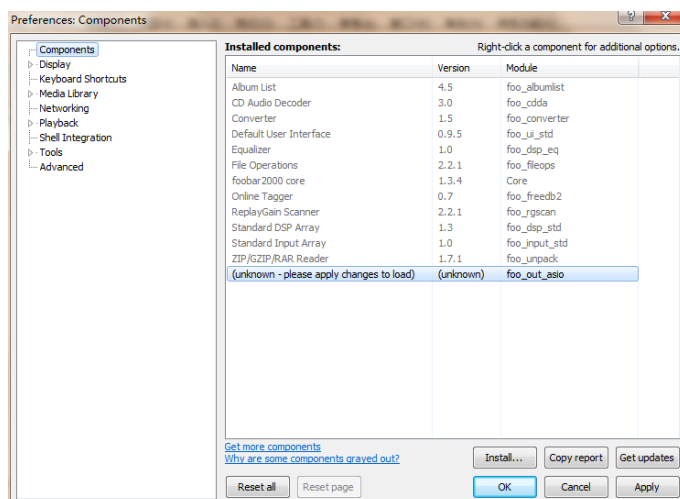 Preferences: Components
Components
Display
Keyboard Shortcuts
Media Library
Networking
Playback
Shell Integration
Tools
Advanced
Installed components: Right-click a component for additional options.
Name Version Module
Album List 4.5 foo_albumlist
CD Audio Decoder 3.0 foo_cdda
Converter 1.5 foo_converter
Default User Interface 0.9.5 foo_ui_std
Equalizer 1.0 foo_dsp_eq
File Operations 2.2.1 foo_fileops
foobar2000 core 1.3.4 Core
Online Tagger 0.7 foo_freedb2
ReplayGain Scanner 2.2.1 foo_rgscan
Standard DSP Array 1.3 foo_dsp_std
Standard Input Array 1.0 foo_input_std
ZIP/GZIP/RAR Reader 1.7.1 foo_unpack
(unknown - please apply changes to load) (unknown) foo_out_asio
Get more components
Why are some components grayed out?
Install... Copy report Get updates
Reset all Reset page OK Cancel Apply